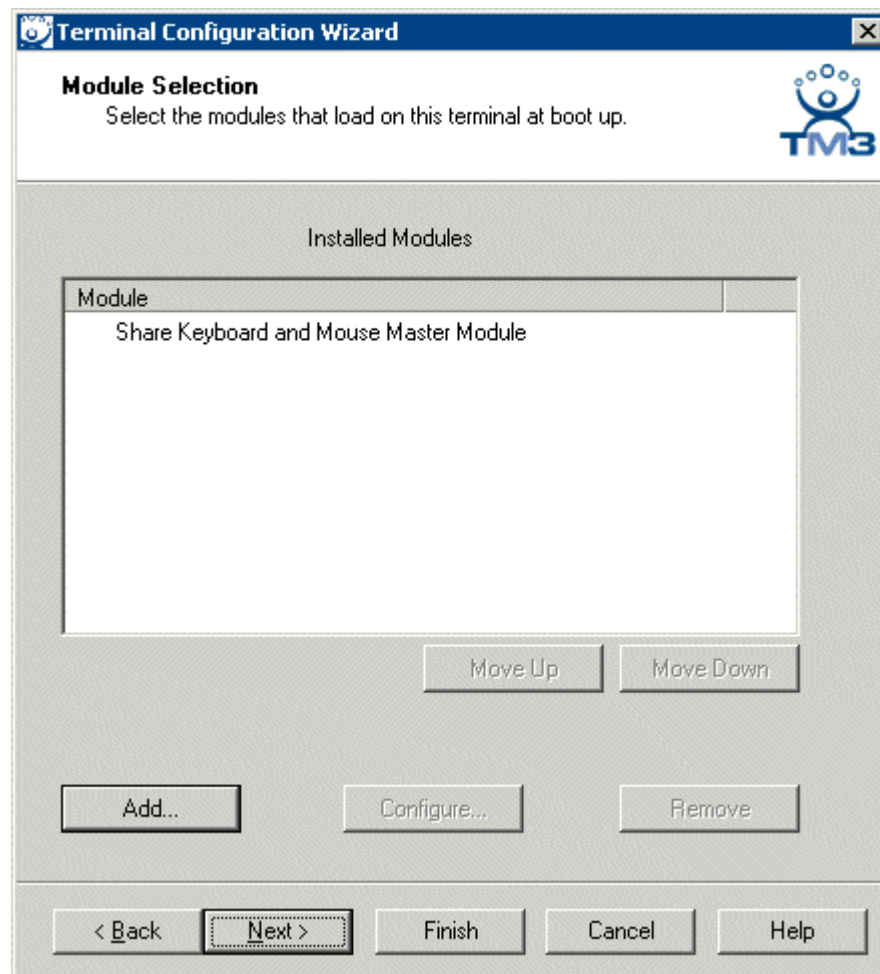 Terminal Configuration Wizard
Module Selection
Select the modules that load on this terminal at boot up.
TM3
Installed Modules
Module
Share Keyboard and Mouse Master Module
Move Up Move Down
Add... Configure... Remove
< Back Next > Finish Cancel Help